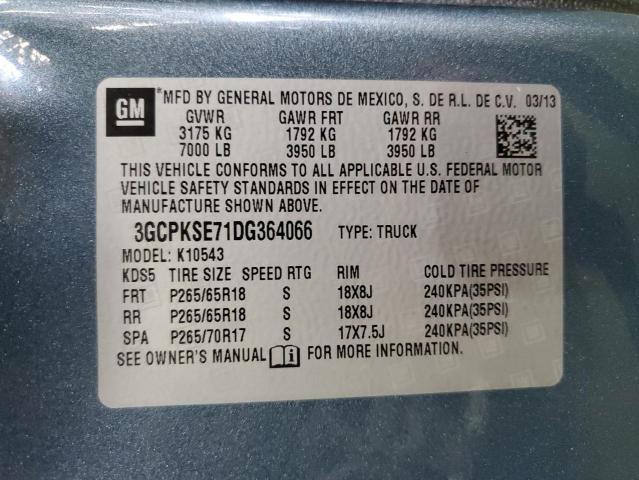 GM
*MFD BY GENERAL MOTORS DE MEXICO, S. DE R.L. DE C.V. 03/13
GVWR GAWR FRT GAWR RR
3175 KG 1792 KG 1792 KG
7000 LB 3950 LB 3950 LB
THIS VEHICLE CONFORMS TO ALL APPLICABLE U.S. FEDERAL MOTOR
VEHICLE SAFETY STANDARDS IN EFFECT ON THE DATE OF
MANUFACTURE SHOWN ABOVE.
3GCPKSE71DG364066 TYPE: TRUCK
MODEL: K10543
KDS5 TIRE SIZE SPEED RTG RIM COLD TIRE PRESSURE
FRT P265/65R18 S 18X8J 240KPA(35PSI)
RR P265/65R18 S 18X8J 240KPA(35PSI)
SPA P265/70R17 S 17X7.5J 240KPA(35PSI)
SEE OWNER'S MANUAL FOR MORE INFORMATION.